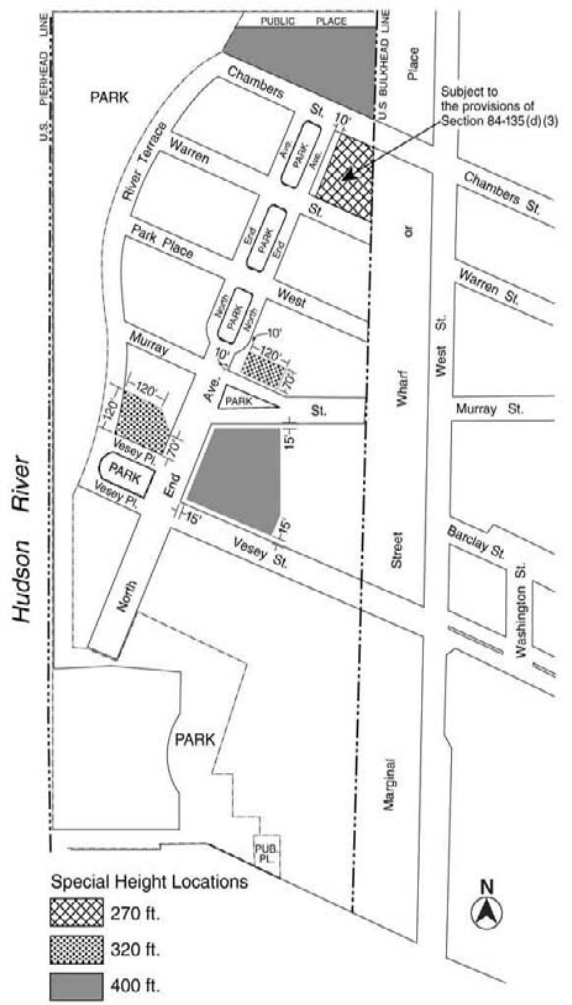 PUBLIC PLACE
U.S. PIERHEAD LINE
U.S. BULKHEAD LINE
Place
PARK
Chambers
St.
10'
Subject to
the provisions of
Section 84-135 (d) (3)
River Terrace
Warren
Ave.
PARK
Ave.
Chambers St.
St.
or
Park Place
End
PARK
End
West
Warren St.
North
PARK
North
West St.
Murray
10'
10'
120'
70'
Ave.
PARK
St.
Wharf
Murray St.
120'
120'
70'
15'
Vesey Pl.
PARK
Vesey Pl.
End
15'
15'
Vesey St.
Street
Barclay St.
Washington St.
Hudson River
North
PARK
Marginal
PUB.
PL.
Special Height Locations
270 ft.
320 ft.
400 ft.
N